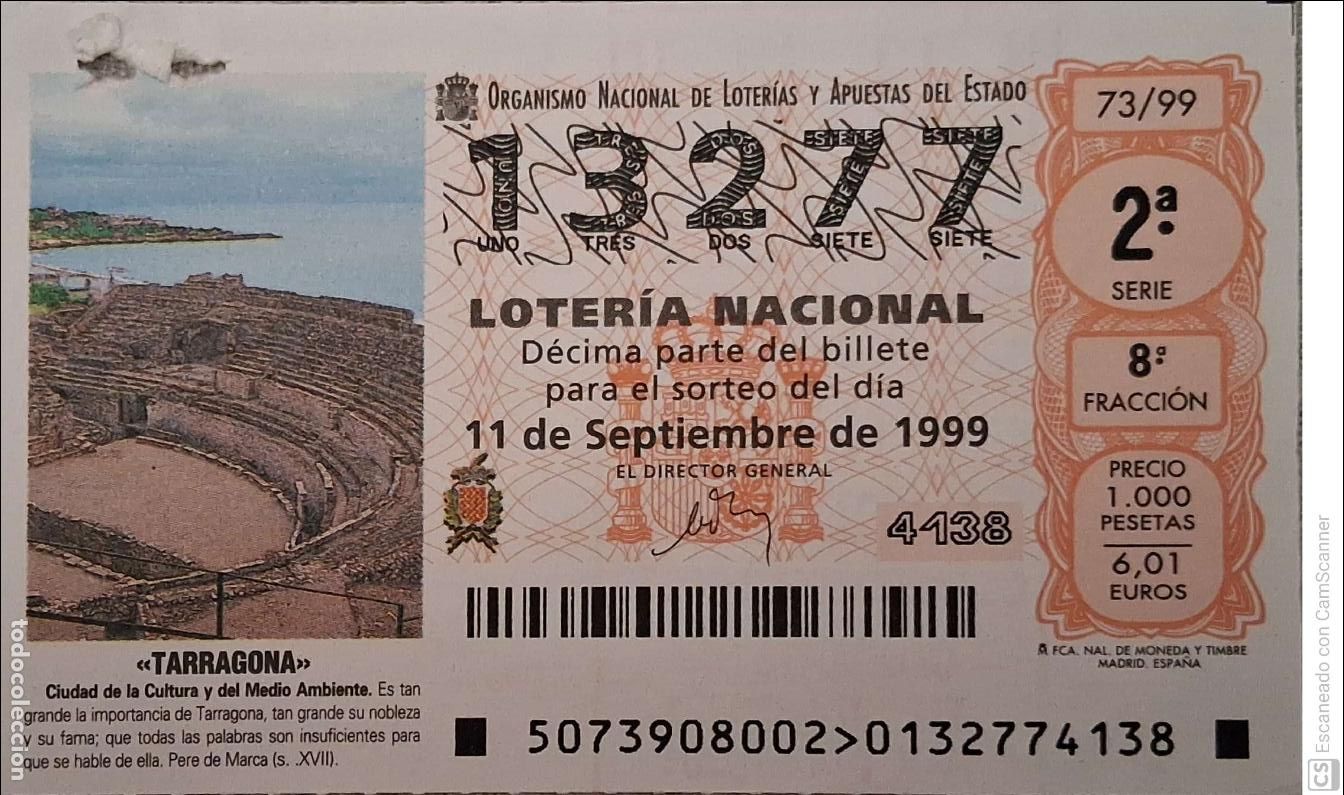 ORGANISMO NACIONAL DE LOTERÍAS Y APUESTAS DEL ESTADO
13277
UNO TRES DOS SIETE SIETE
LOTERÍA NACIONAL
Décima parte del billete
para el sorteo del día
11 de Septiembre de 1999
EL DIRECTOR GENERAL
4138
73/99
2ª
SERIE
8ª
FRACCIÓN
PRECIO
1.000
PESETAS
6,01
EUROS
FCA. NAL. DE MONEDA Y TIMBRE
MADRID. ESPAÑA
«TARRAGONA»
Ciudad de la Cultura y del Medio Ambiente. Es tan
grande la importancia de Tarragona, tan grande su nobleza
y su fama; que todas las palabras son insuficientes para
que se hable de ella. Pere de Marca (s. .XVII).
5073908002>0132774138
todocoleccion
CS Escaneado con CamScanner